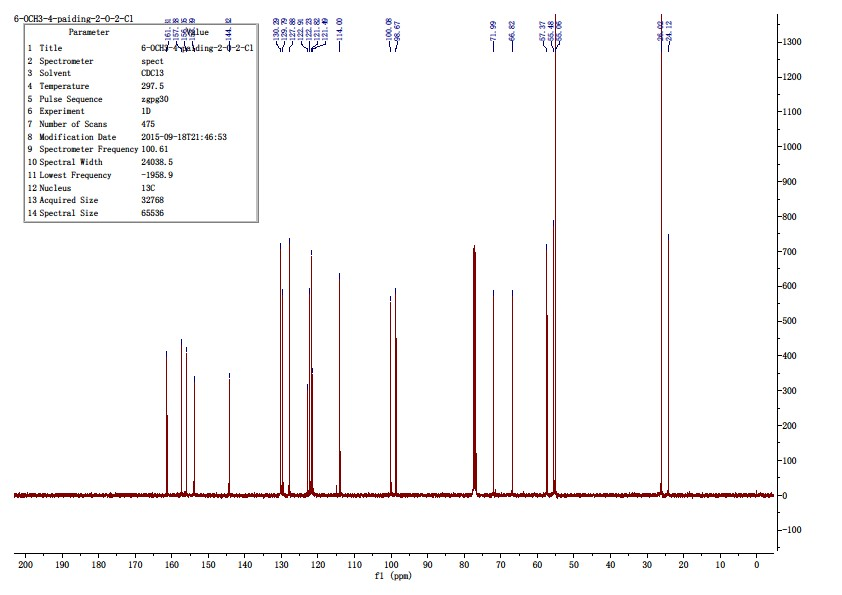 6-OCH3-4-paiding-2-O-2-Cl
Parameter Value
1 Title 6-OCH3-4-paiding-2-O-2-Cl
2 Spectrometer spect
3 Solvent CDCl3
4 Temperature 297.5
5 Pulse Sequence zgpg30
6 Experiment 1D
7 Number of Scans 475
8 Modification Date 2015-09-18T21:46:53
9 Spectrometer Frequency 100.61
10 Spectral Width 24038.5
11 Lowest Frequency -1958.9
12 Nucleus 13C
13 Acquired Size 32768
14 Spectral Size 65536
130.29
129.79
127.88
122.91
122.23
121.82
121.49
114.00
100.08
98.67
71.99
66.82
57.37
55.48
55.06
24.12
1300
1200
1100
1000
900
800
700
600
500
400
300
200
100
0
-100
200 190 180 170 160 150 140 130 120 110 100 90 80 70 60 50 40 30 20 10 0
f1 (ppm)